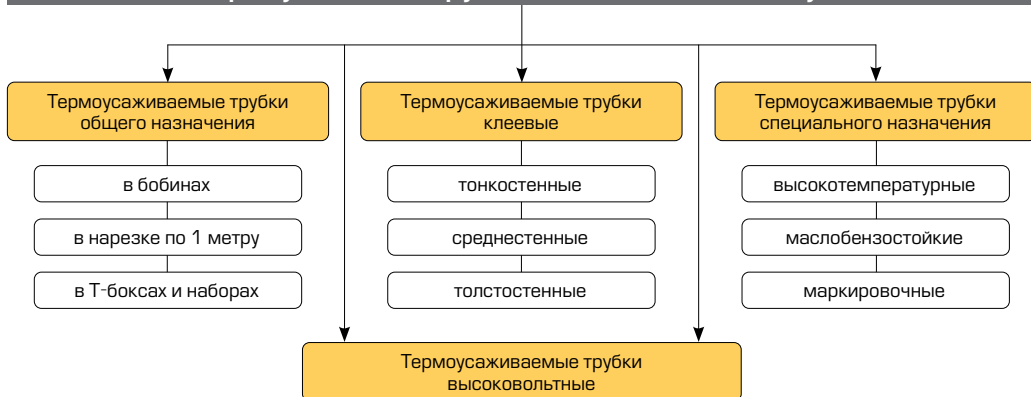 Термоусаживаемые трубки
общего назначения
в бобинах
в нарезке по 1 метру
в Т-боксах и наборах
Термоусаживаемые трубки
клеевые
тонкостенные
среднестенные
толстостенные
Термоусаживаемые трубки
специального назначения
высокотемпературные
маслобензостойкие
маркировочные
Термоусаживаемые трубки
высоковольтные